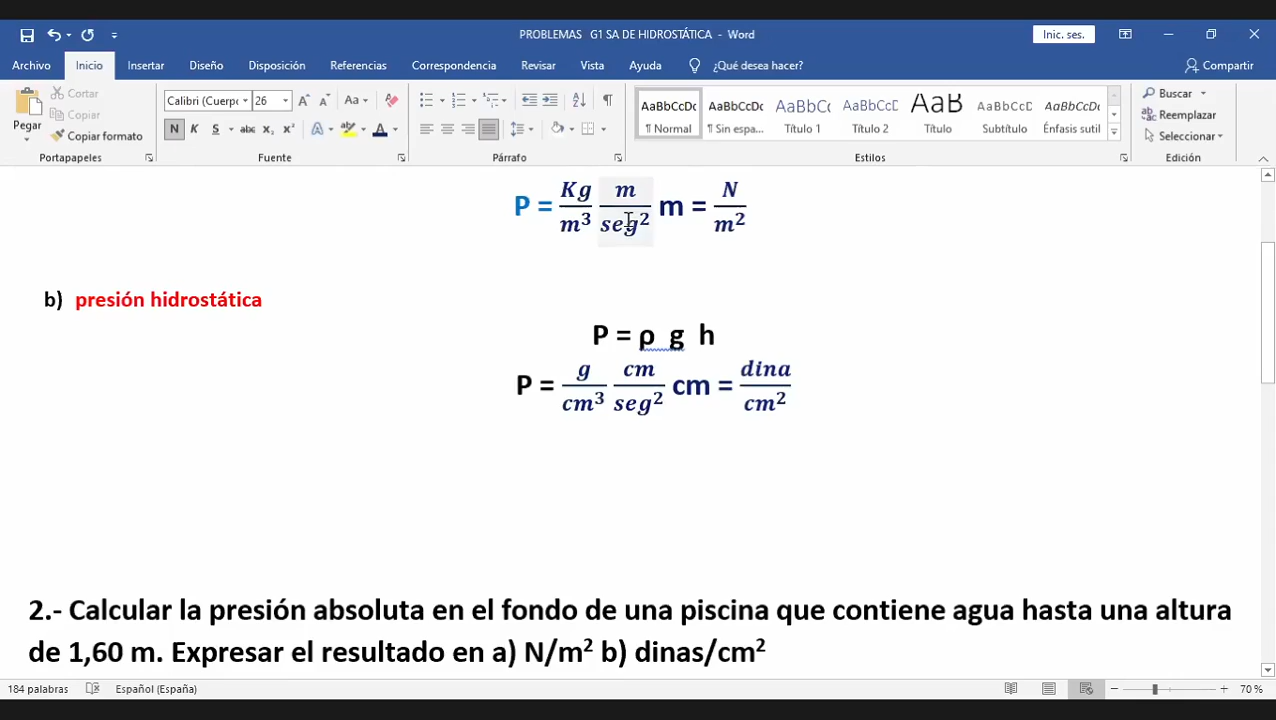 PROBLEMAS G1 SA DE HIDROSTÁTICA - Word
Inic. ses.
Archivo Inicio Insertar Diseño Disposición Referencias Correspondencia Revisar Vista Ayuda ¿Qué desea hacer? Compartir
Pegar
Cortar
Copiar
Copiar formato
Calibri (Cuerpo 26
N K S abc x₂ x²
AaBbCcDc AaBbCcDc AaBbCc AaBbCcD AaB AaBbCcD AaBbCcDc
¶ Normal ¶ Sin espa... Título 1 Título 2 Título Subtítulo Énfasis sutil
Buscar
Reemplazar
Seleccionar
Portapapeles Fuente Párrafo Estilos Edición
P = Kg/m³ m/seg² m = N/m²
b) presión hidrostática
P = ρ g h
P = g/cm³ cm/seg² cm = dina/cm²
2.- Calcular la presión absoluta en el fondo de una piscina que contiene agua hasta una altura
de 1,60 m. Expresar el resultado en a) N/m² b) dinas/cm²
184 palabras Español (España) 70 %